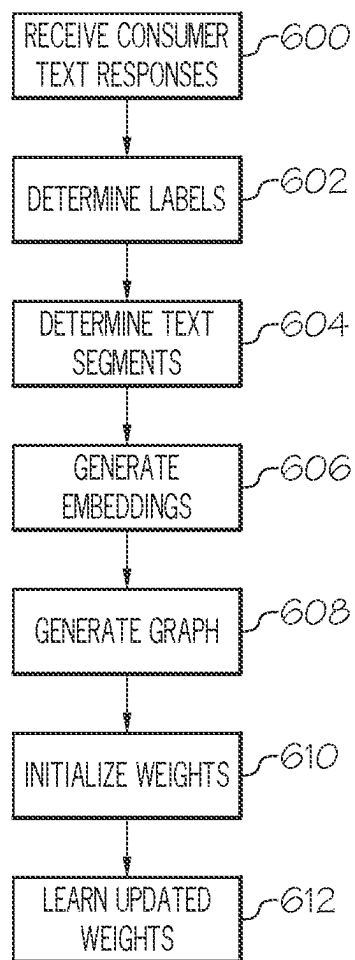 RECEIVE CONSUMER 600
TEXT RESPONSES
DETERMINE LABELS 602
DETERMINE TEXT 604
SEGMENTS
GENERATE 606
EMBEDDINGS
GENERATE GRAPH 608
INITIALIZE WEIGHTS 610
LEARN UPDATED 612
WEIGHTS